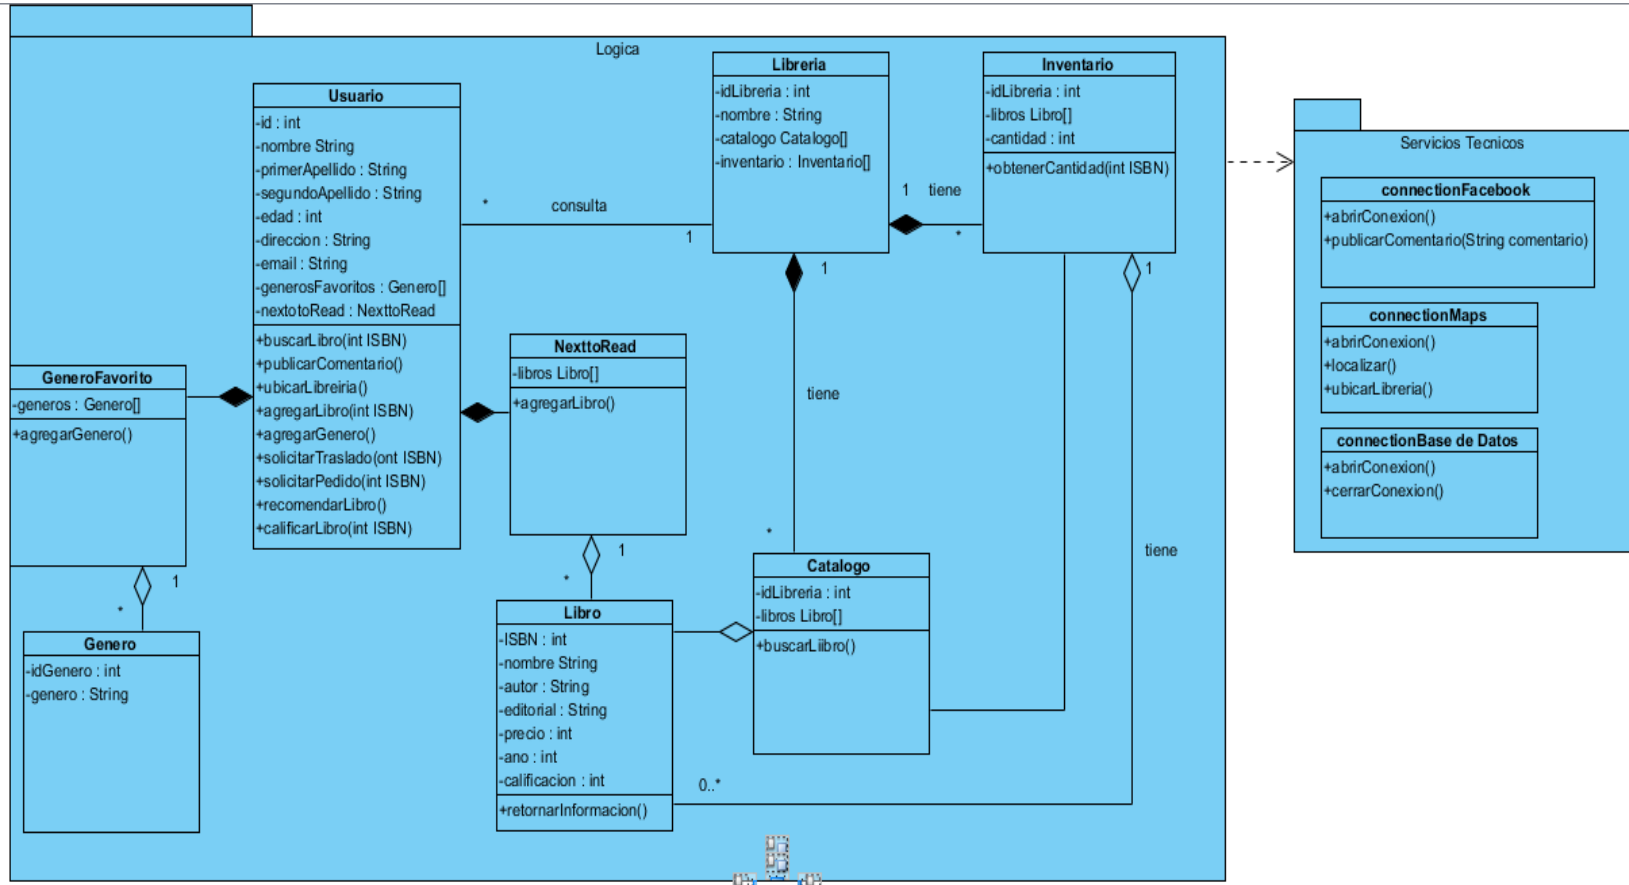 Logica
Usuario
-id : int
-nombre String
-primerApellido : String
-segundoApellido : String
-edad : int
-direccion : String
-email : String
-generosFavoritos : Genero[]
-nextotoRead : NexttoRead
+buscarLibro(int ISBN)
+publicarComentario()
+ubicarLibreiria()
+agregarLibro(int ISBN)
+agregarGenero()
+solicitarTraslado(ont ISBN)
+solicitarPedido(int ISBN)
+recomendarLibro()
+calificarLibro(int ISBN)
*
consulta
1
Libreria
-idLibreria : int
-nombre : String
-catalogo Catalogo[]
-inventario : Inventario[]
1 tiene
*
Inventario
-idLibreria : int
-libros Libro[]
-cantidad : int
+obtenerCantidad(int ISBN)
1
1
tiene
*
tiene
GeneroFavorito
-generos : Genero[]
+agregarGenero()
1
*
Genero
-idGenero : int
-genero : String
NexttoRead
-libros Libro[]
+agregarLibro()
1
*
Libro
-ISBN : int
-nombre String
-autor : String
-editorial : String
-precio : int
-ano : int
-calificacion : int
+retornarInformacion()
0..*
Catalogo
-idLibreria : int
-libros Libro[]
+buscarLiibro()
Servicios Tecnicos
connectionFacebook
+abrirConexion()
+publicarComentario(String comentario)
connectionMaps
+abrirConexion()
+localizar()
+ubicarLibreria()
connectionBase de Datos
+abrirConexion()
+cerrarConexion()